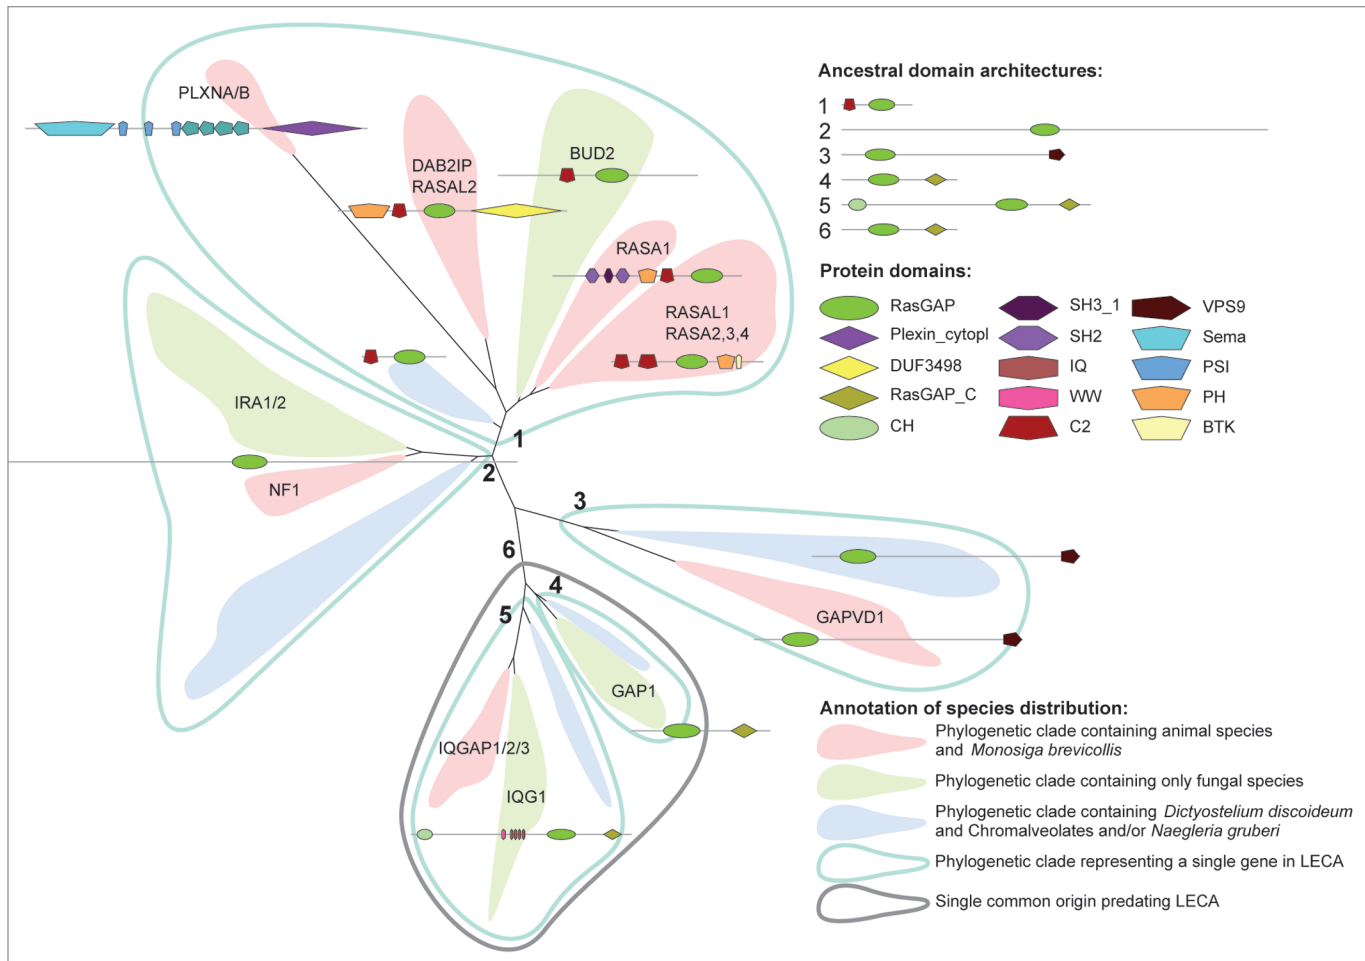 PLXNA/B
DAB2IP
RASAL2
BUD2
RASA1
RASAL1
RASA2,3,4
IRA1/2
NF1
1
2
3
6
4
5
GAPVD1
GAP1
IQGAP1/2/3
IQG1
Ancestral domain architectures:
1
2
3
4
5
6
Protein domains:
RasGAP
Plexin_cytopl
DUF3498
RasGAP_C
CH
SH3_1
SH2
IQ
WW
C2
VPS9
Sema
PSI
PH
BTK
Annotation of species distribution:
Phylogenetic clade containing animal species
and Monosiga brevicollis
Phylogenetic clade containing only fungal species
Phylogenetic clade containing Dictyostelium discoideum
and Chromalveolates and/or Naegleria gruberi
Phylogenetic clade representing a single gene in LECA
Single common origin predating LECA